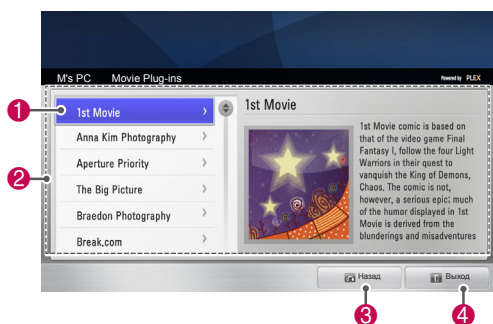 M's PC Movie Plug-ins
Powered by PLEX
1
1st Movie
2
Anna Kim Photography
Aperture Priority
The Big Picture
Braedon Photography
Break.com
1st Movie
1st Movie comic is based on
that of the video game Final
Fantasy I, follow the four Light
Warriors in their quest to
vanquish the King of Demons,
Chaos. The comic is not,
however, a serious epic; much
of the humor displayed in 1st
Movie is derived from the
blunderings and misadventures
Назад
Выход
3
4